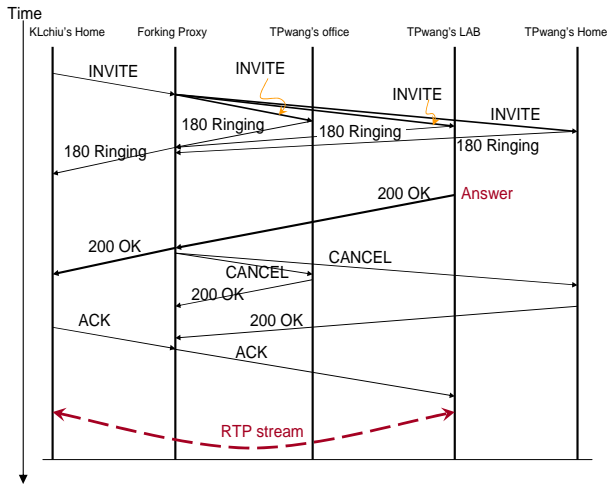 Time
KLchiu's Home
Forking Proxy
TPwang's office
TPwang's LAB
TPwang's Home
INVITE
INVITE
INVITE
INVITE
180 Ringing
180 Ringing
180 Ringing
180 Ringing
200 OK
Answer
200 OK
CANCEL
CANCEL
200 OK
200 OK
ACK
ACK
RTP stream